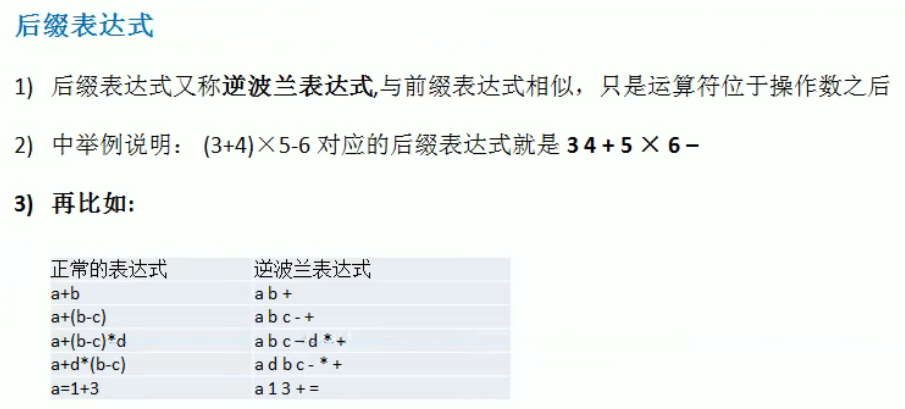 后缀表达式
1) 后缀表达式又称逆波兰表达式,与前缀表达式相似，只是运算符位于操作数之后
2) 中举例说明： (3+4)×5-6 对应的后缀表达式就是 3 4 + 5 × 6 –
3) 再比如:
正常的表达式 逆波兰表达式
a+b a b +
a+(b-c) a b c - +
a+(b-c)*d a b c – d * +
a+d*(b-c) a d b c - * +
a=1+3 a 1 3 + =